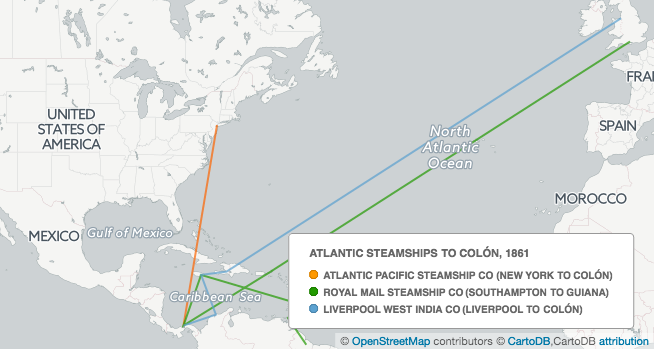 UNITED
STATES OF
AMERICA
North
Atlantic
Ocean
FRA
SPAIN
MOROCCO
MEXICO
Gulf of Mexico
Caribbean Sea
ATLANTIC STEAMSHIPS TO COLÓN, 1861
ATLANTIC PACIFIC STEAMSHIP CO (NEW YORK TO COLÓN)
ROYAL MAIL STEAMSHIP CO (SOUTHAMPTON TO GUIANA)
LIVERPOOL WEST INDIA CO (LIVERPOOL TO COLÓN)
© OpenStreetMap contributors © CartoDB,CartoDB attribution